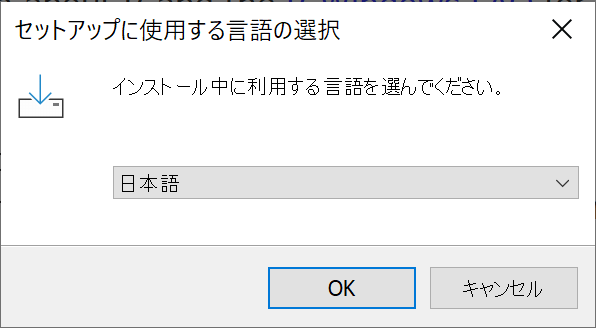 セットアップに使用する言語の選択
インストール中に利用する言語を選んでください。
日本語
OK
キャンセル